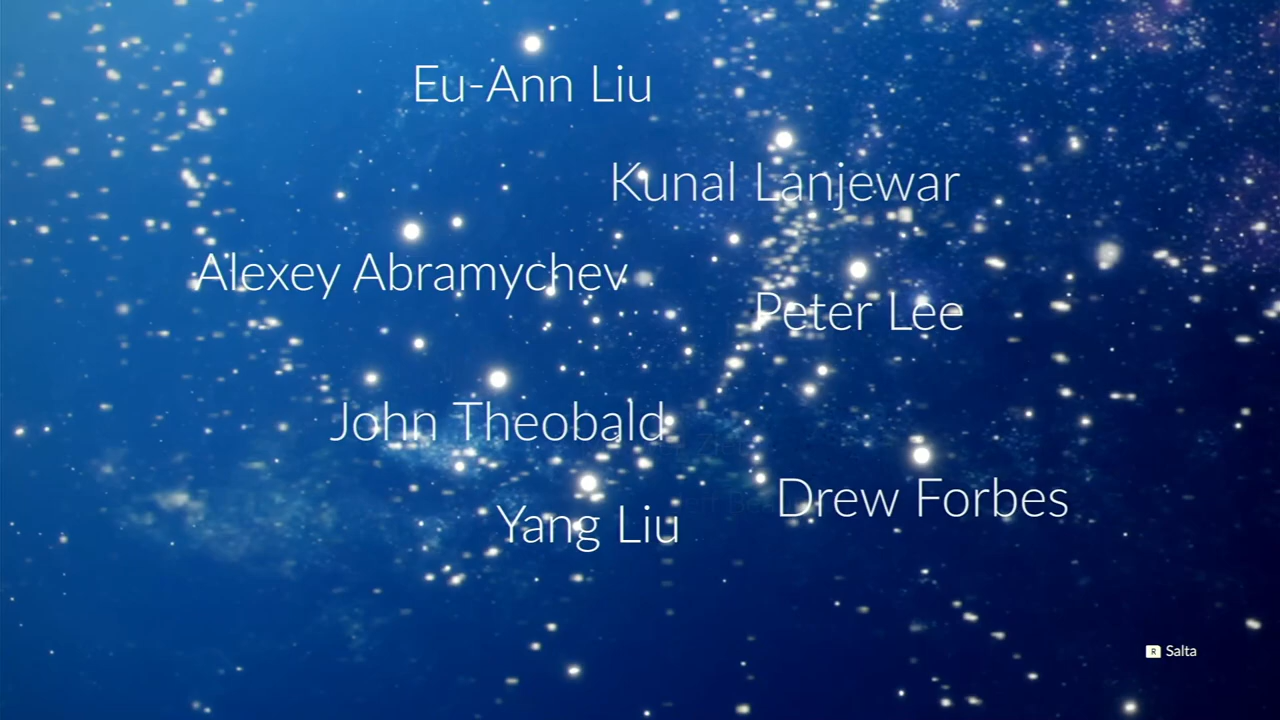 Eu-Ann Liu
Kunal Lanjewar
Alexey Abramychev
Peter Lee
John Theobald
Drew Forbes
Yang Liu
R Salta